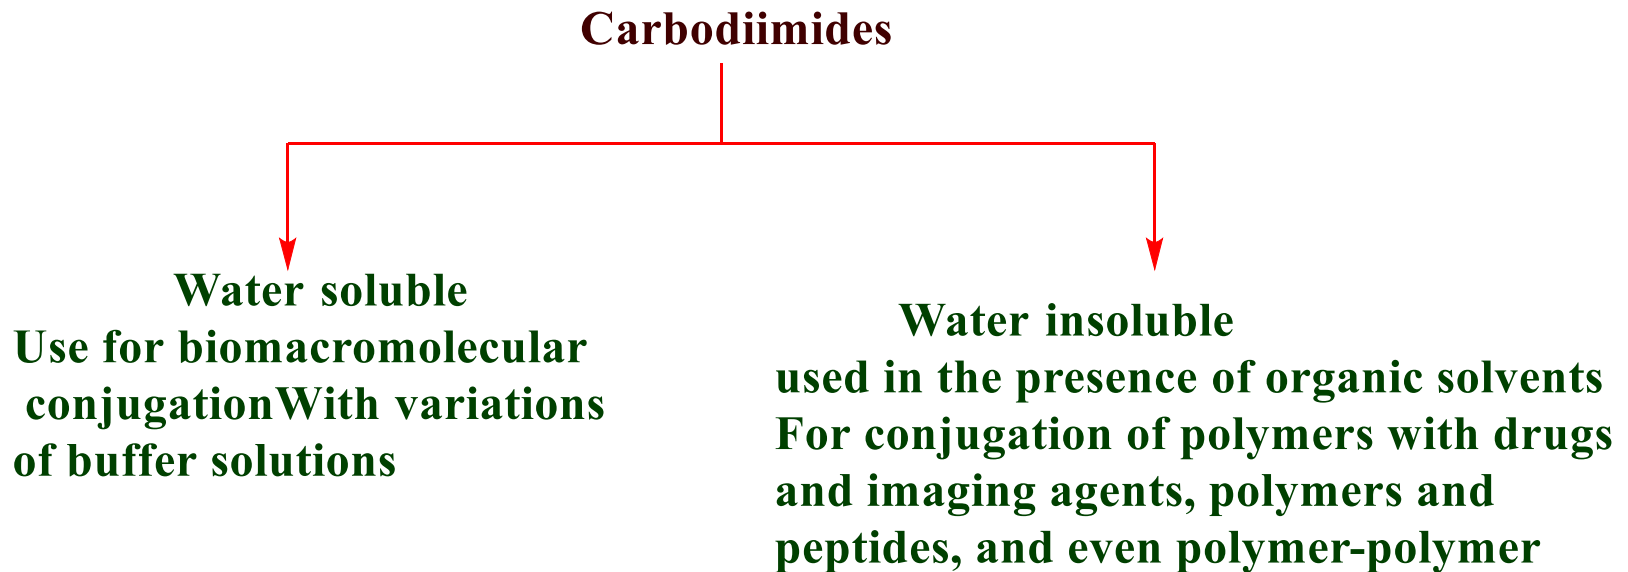 Carbodiimides
Water soluble
Use for biomacromolecular
conjugationWith variations
of buffer solutions
Water insoluble
used in the presence of organic solvents
For conjugation of polymers with drugs
and imaging agents, polymers and
peptides, and even polymer-polymer